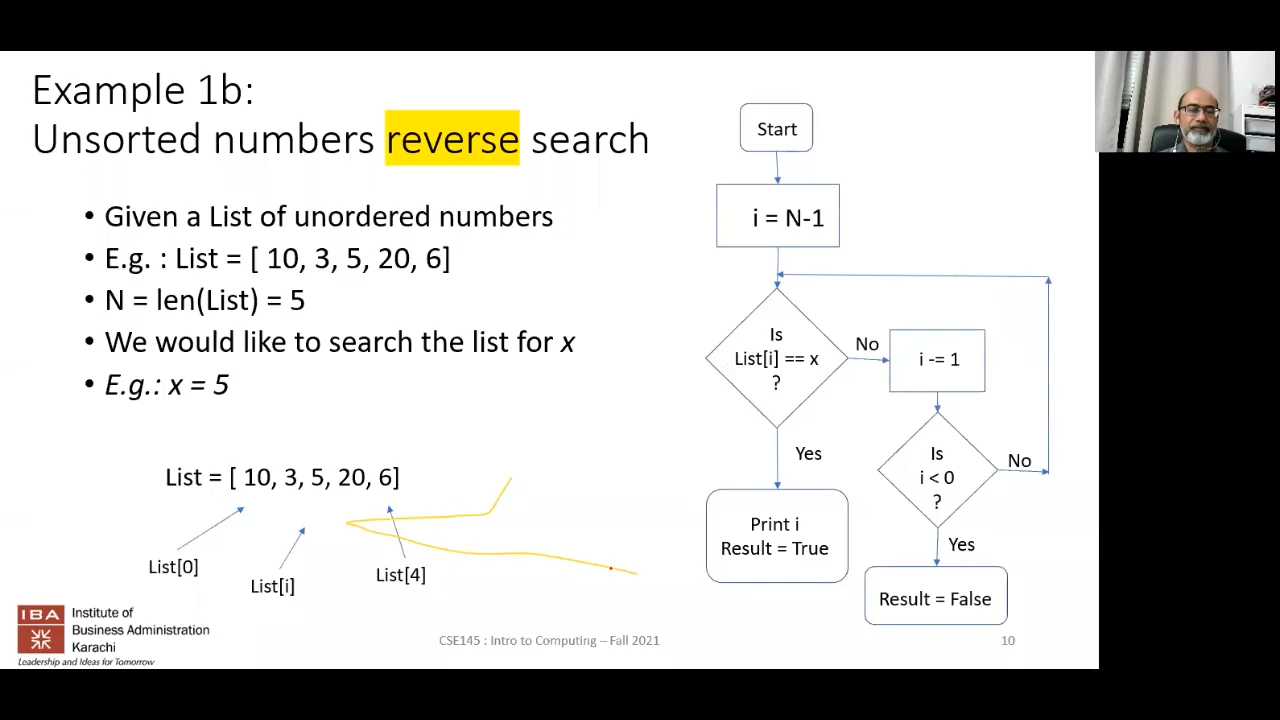 Example 1b:
Unsorted numbers reverse search
• Given a List of unordered numbers
• E.g. : List = [ 10, 3, 5, 20, 6]
• N = len(List) = 5
• We would like to search the list for x
• E.g.: x = 5
List = [ 10, 3, 5, 20, 6]
List[0]
List[i]
List[4]
Start
i = N-1
Is
List[i] == x
?
No
i -= 1
Yes
Is
i < 0
?
No
Print i
Result = True
Yes
Result = False
IBA
Institute of
Business Administration
Karachi
Leadership and Ideas for Tomorrow
CSE145 : Intro to Computing – Fall 2021
10